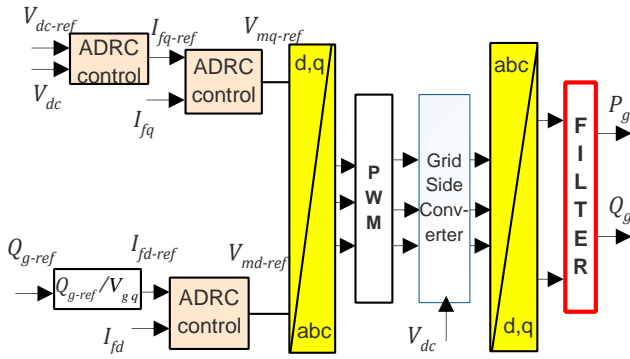 V_dc-ref
V_dc
ADRC
control
I_fq-ref
I_fq
ADRC
control
V_mq-ref
Q_g-ref
Q_g-ref /V_gq
I_fd-ref
I_fd
ADRC
control
V_md-ref
d,q
abc
P
W
M
Grid
Side
Conv-
erter
V_dc
abc
d,q
F
I
L
T
E
R
P_g
Q_g